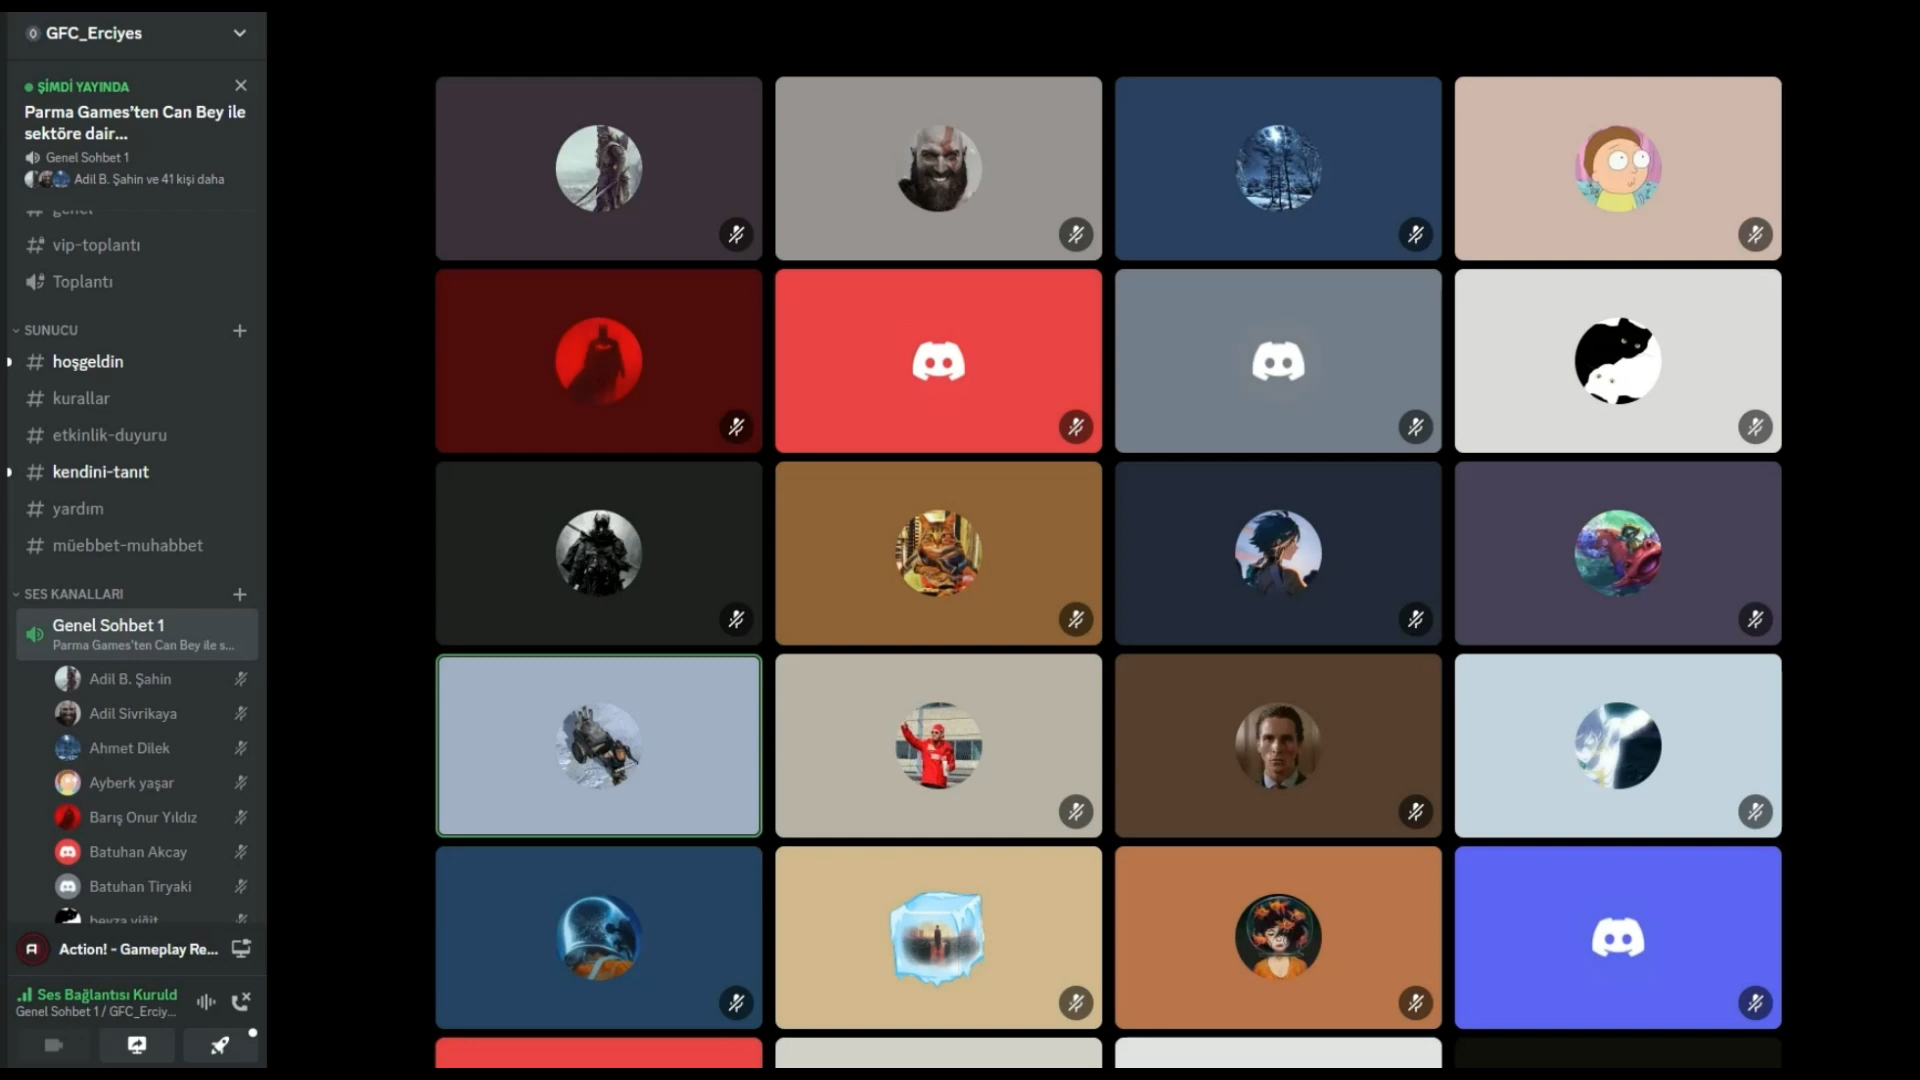 GFC_Erciyes
ŞİMDİ YAYINDA
Parma Games'ten Can Bey ile
sektöre dair...
Genel Sohbet 1
Adil B. Şahin ve 41 kişi daha
genel
vip-toplantı
Toplantı
SUNUCU
hoşgeldin
kurallar
etkinlik-duyuru
kendini-tanıt
yardım
müebbet-muhabbet
SES KANALLARI
Genel Sohbet 1
Parma Games'ten Can Bey ile s...
Adil B. Şahin
Adil Sivrikaya
Ahmet Dilek
Ayberk yaşar
Barış Onur Yıldız
Batuhan Akcay
Batuhan Tiryaki
beyza yiğit
Action! - Gameplay Re...
Ses Bağlantısı Kuruld
Genel Sohbet 1 / GFC_Erciy...